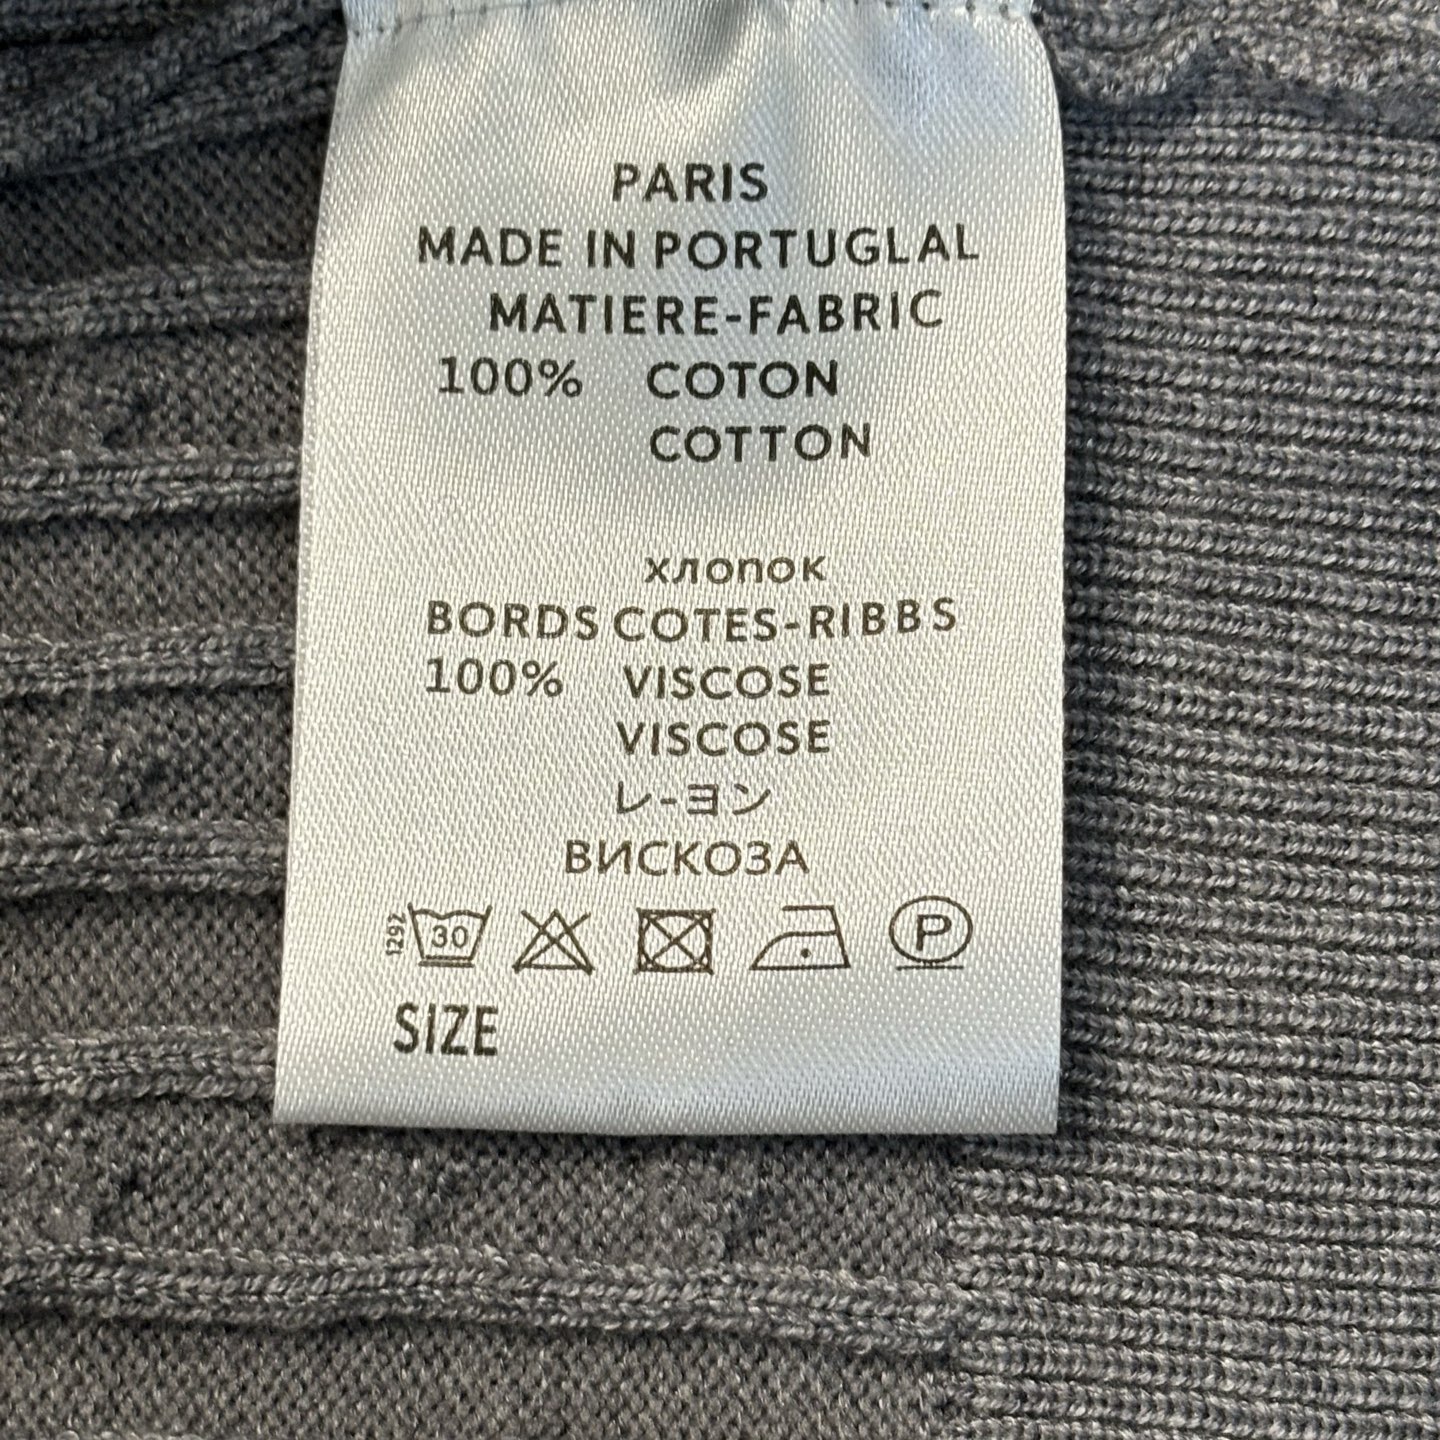 PARIS
MADE IN PORTUGLAL
MATIERE-FABRIC
100% COTON
COTTON
хлопок
BORDS COTES-RIBBS
100% VISCOSE
VISCOSE
レ-ヨン
ВИСКОЗА
1292 30 P
SIZE